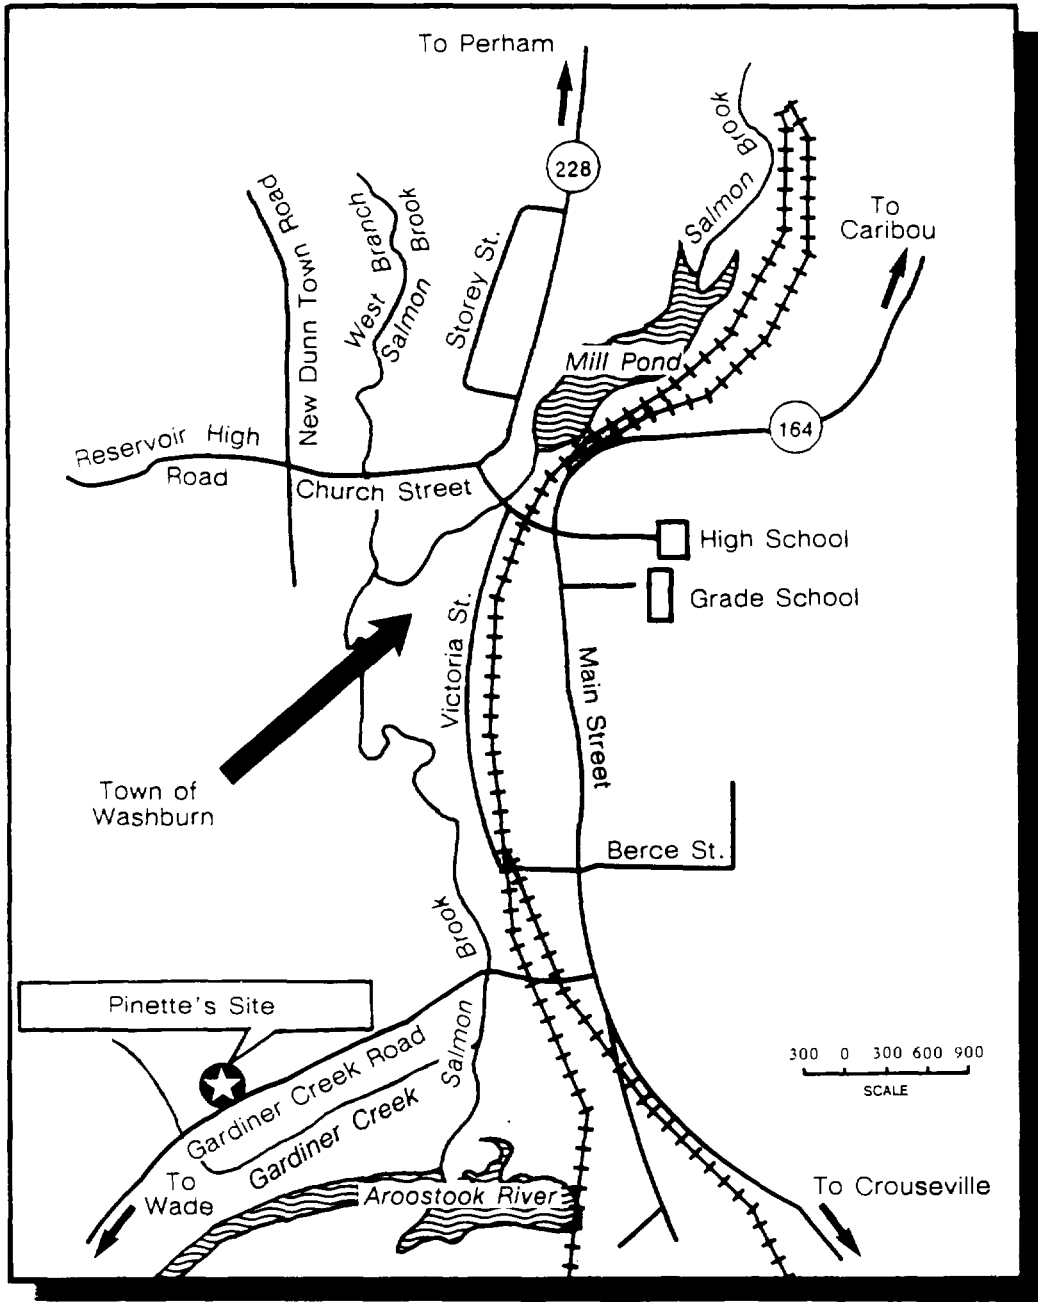 To Perham
228
Salmon Brook
To
Caribou
New Dunn Town Road
West Branch
Salmon Brook
Storey St.
Mill Pond
164
Reservoir High
Road
Church Street
High School
Grade School
Victoria St.
Main Street
Town of
Washburn
Berce St.
Salmon Brook
Pinette's Site
Gardiner Creek Road
Gardiner Creek
300 0 300 600 900
SCALE
To
Wade
Aroostook River
To Crouseville